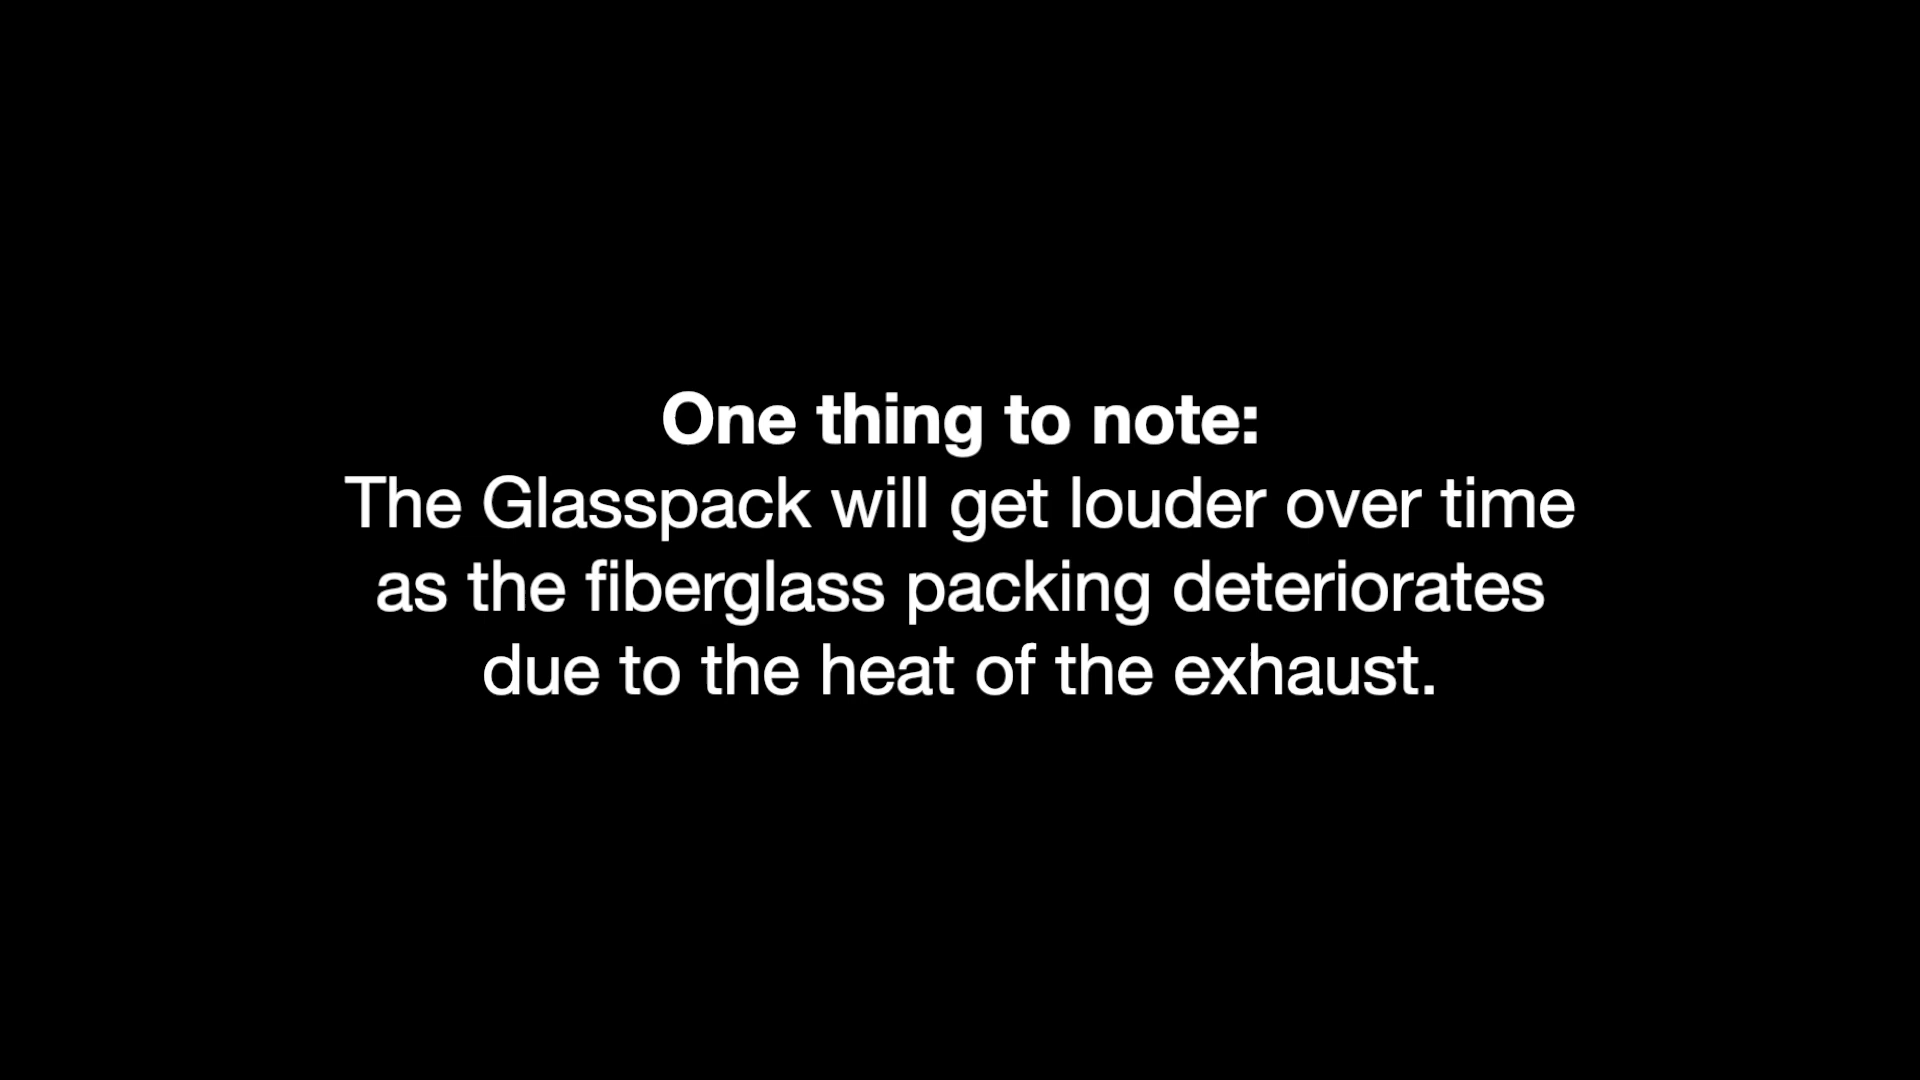 One thing to note:
The Glasspack will get louder over time
as the fiberglass packing deteriorates
due to the heat of the exhaust.